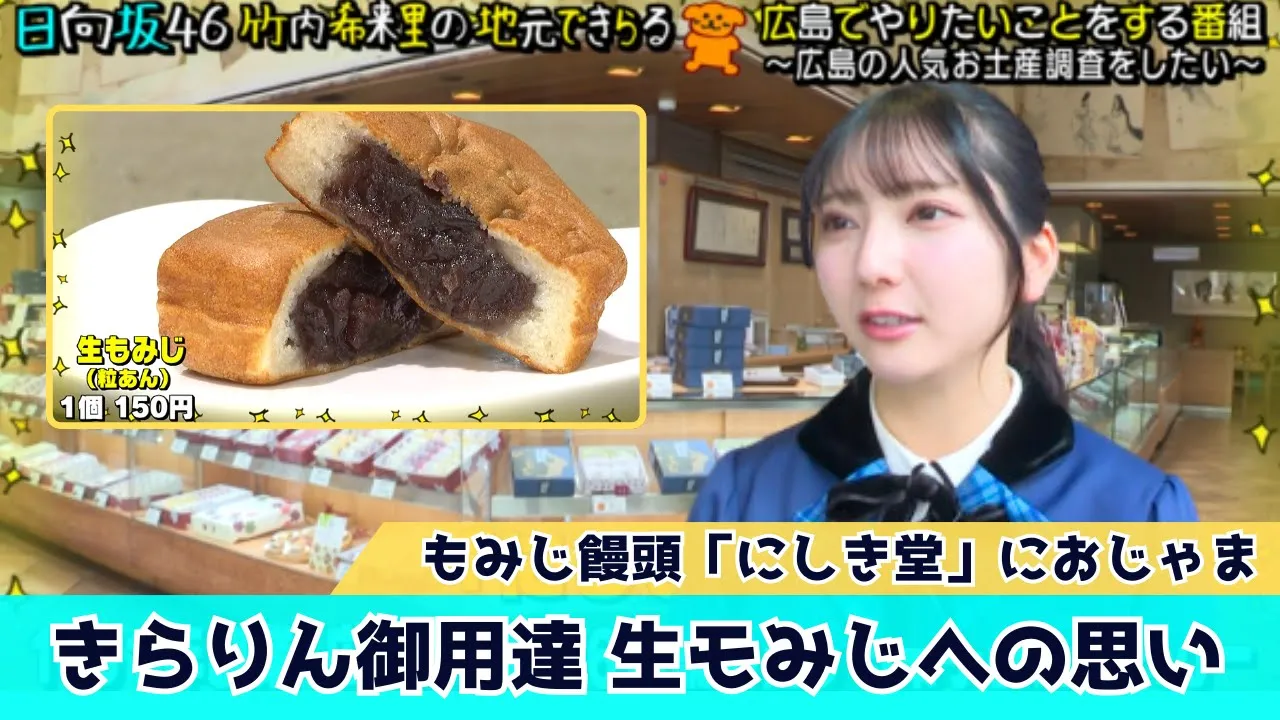 日向坂46 竹内希来里の地元できらる
広島でやりたいことをする番組
～広島の人気お土産調査をしたい～
生もみじ
(粒あん)
1個 150円
もみじ饅頭「にしき堂」におじゃま
きらりん御用達 生モみじへの思い